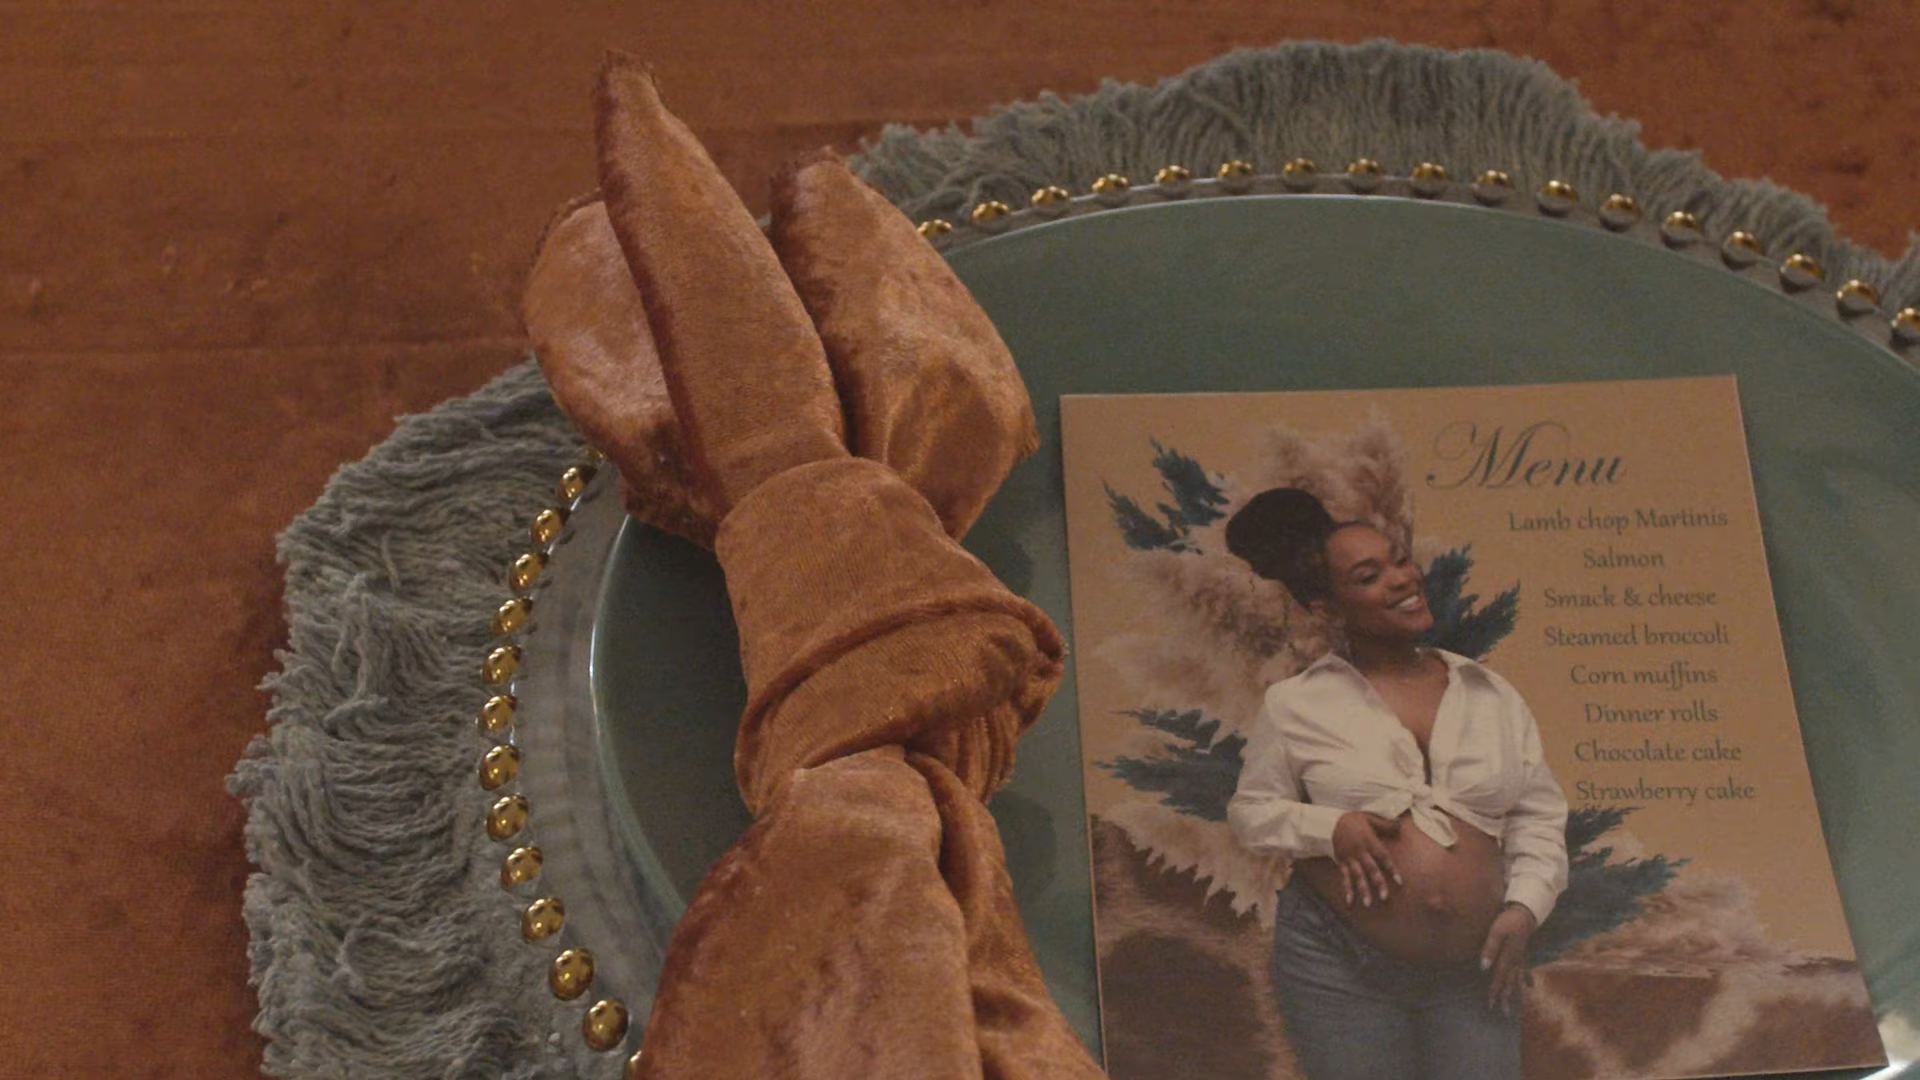 Menu
Lamb chop Martinis
Salmon
Smack & cheese
Steamed broccoli
Corn muffins
Dinner rolls
Chocolate cake
Strawberry cake